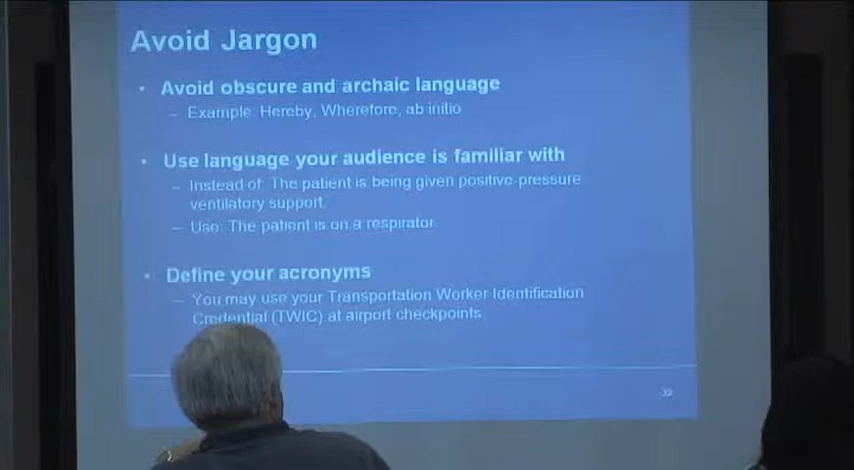 Avoid Jargon
• Avoid obscure and archaic language
– Example: Hereby, Wherefore, ab initio
• Use language your audience is familiar with
– Instead of: The patient is being given positive-pressure
ventilatory support.
– Use: The patient is on a respirator.
• Define your acronyms
– You may use your Transportation Worker Identification
Credential (TWIC) at airport checkpoints.